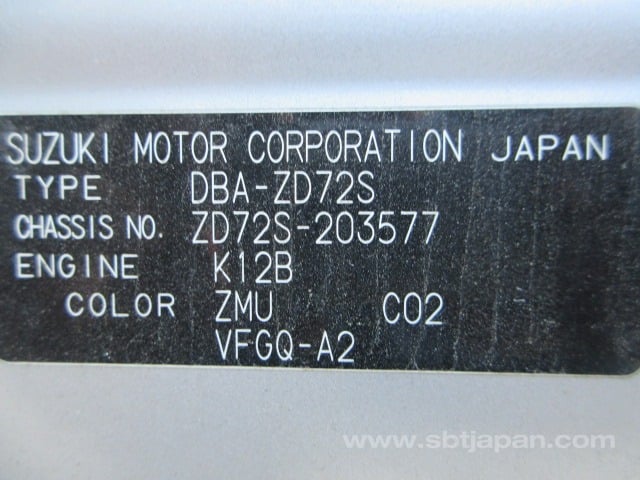 SUZUKI MOTOR CORPORATION JAPAN
TYPE DBA-ZD72S
CHASSIS NO. ZD72S-203577
ENGINE K12B
COLOR ZMU C02
VFGQ-A2
www.sbtjapan.com